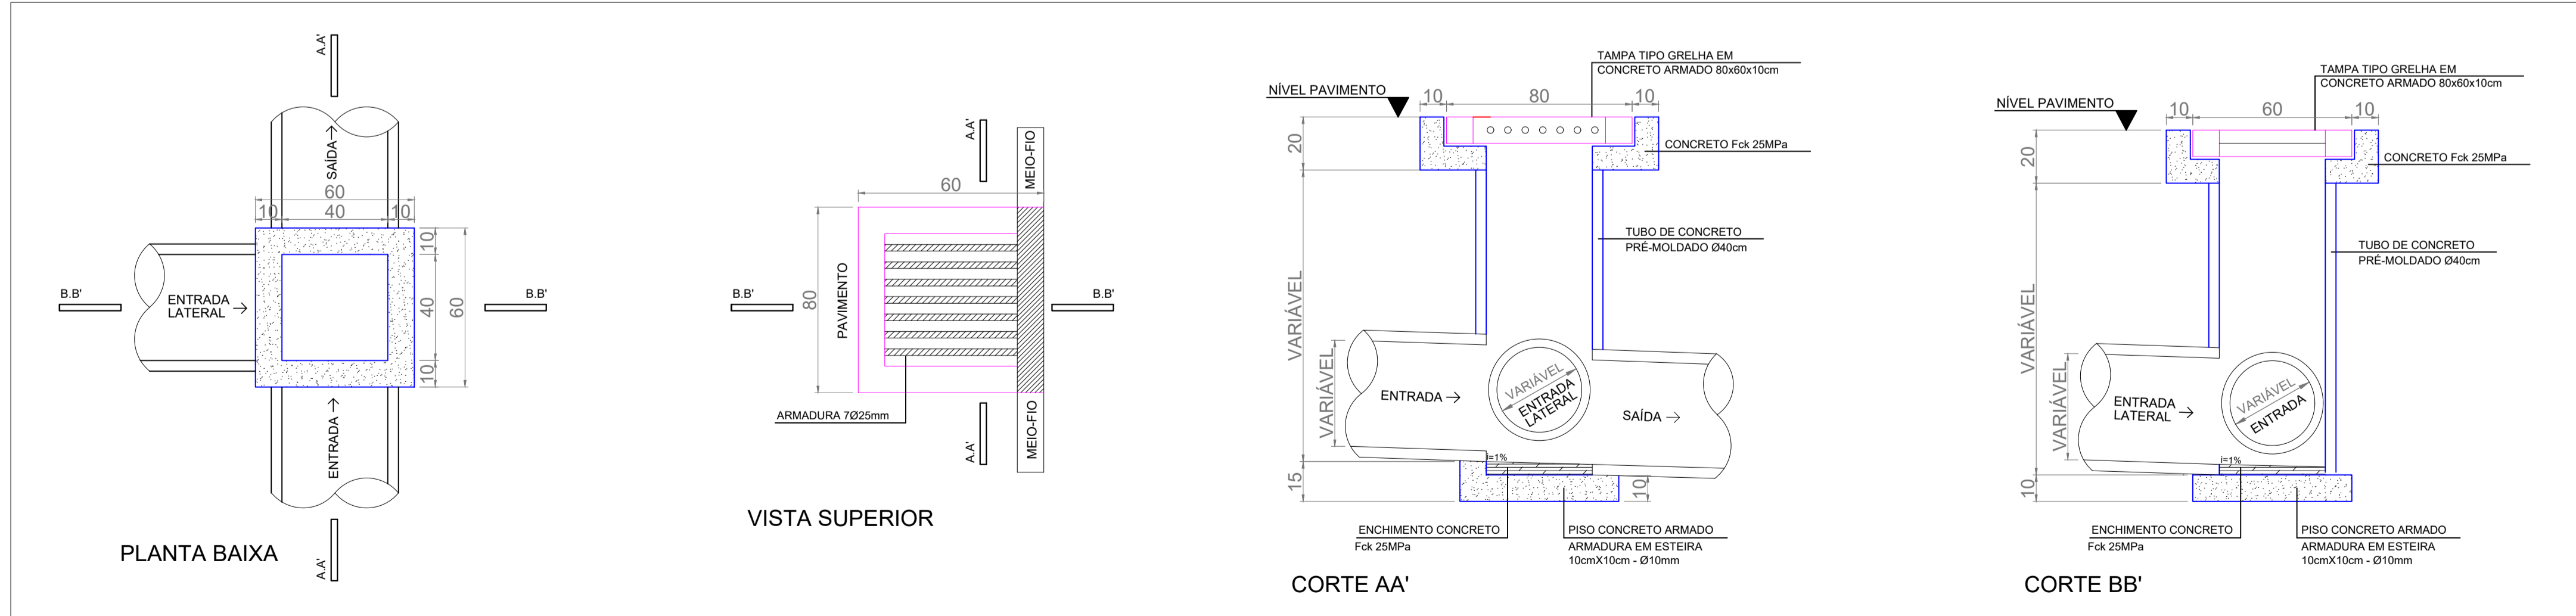 A.A'
SAÍDA
60
10
40
10
10
40
60
10
ENTRADA
LATERAL
B.B'
B.B'
ENTRADA
A.A'
PLANTA BAIXA
A.A'
MEIO-FIO
60
80
PAVIMENTO
B.B'
B.B'
ARMADURA 7Ø25mm
A.A'
MEIO-FIO
VISTA SUPERIOR
TAMPA TIPO GRELHA EM
CONCRETO ARMADO 80x60x10cm
NÍVEL PAVIMENTO
10
80
10
20
CONCRETO Fck 25MPa
TUBO DE CONCRETO
PRÉ-MOLDADO Ø40cm
VARIÁVEL
VARIÁVEL
ENTRADA
VARIÁVEL
ENTRADA
LATERAL
SAÍDA
i=1%
15
10
ENCHIMENTO CONCRETO
Fck 25MPa
PISO CONCRETO ARMADO
ARMADURA EM ESTEIRA
10cmX10cm - Ø10mm
CORTE AA'
TAMPA TIPO GRELHA EM
CONCRETO ARMADO 80x60x10cm
NÍVEL PAVIMENTO
10
60
10
20
CONCRETO Fck 25MPa
TUBO DE CONCRETO
PRÉ-MOLDADO Ø40cm
VARIÁVEL
VARIÁVEL
ENTRADA
LATERAL
VARIÁVEL
ENTRADA
i=1%
10
ENCHIMENTO CONCRETO
Fck 25MPa
PISO CONCRETO ARMADO
ARMADURA EM ESTEIRA
10cmX10cm - Ø10mm
CORTE BB'